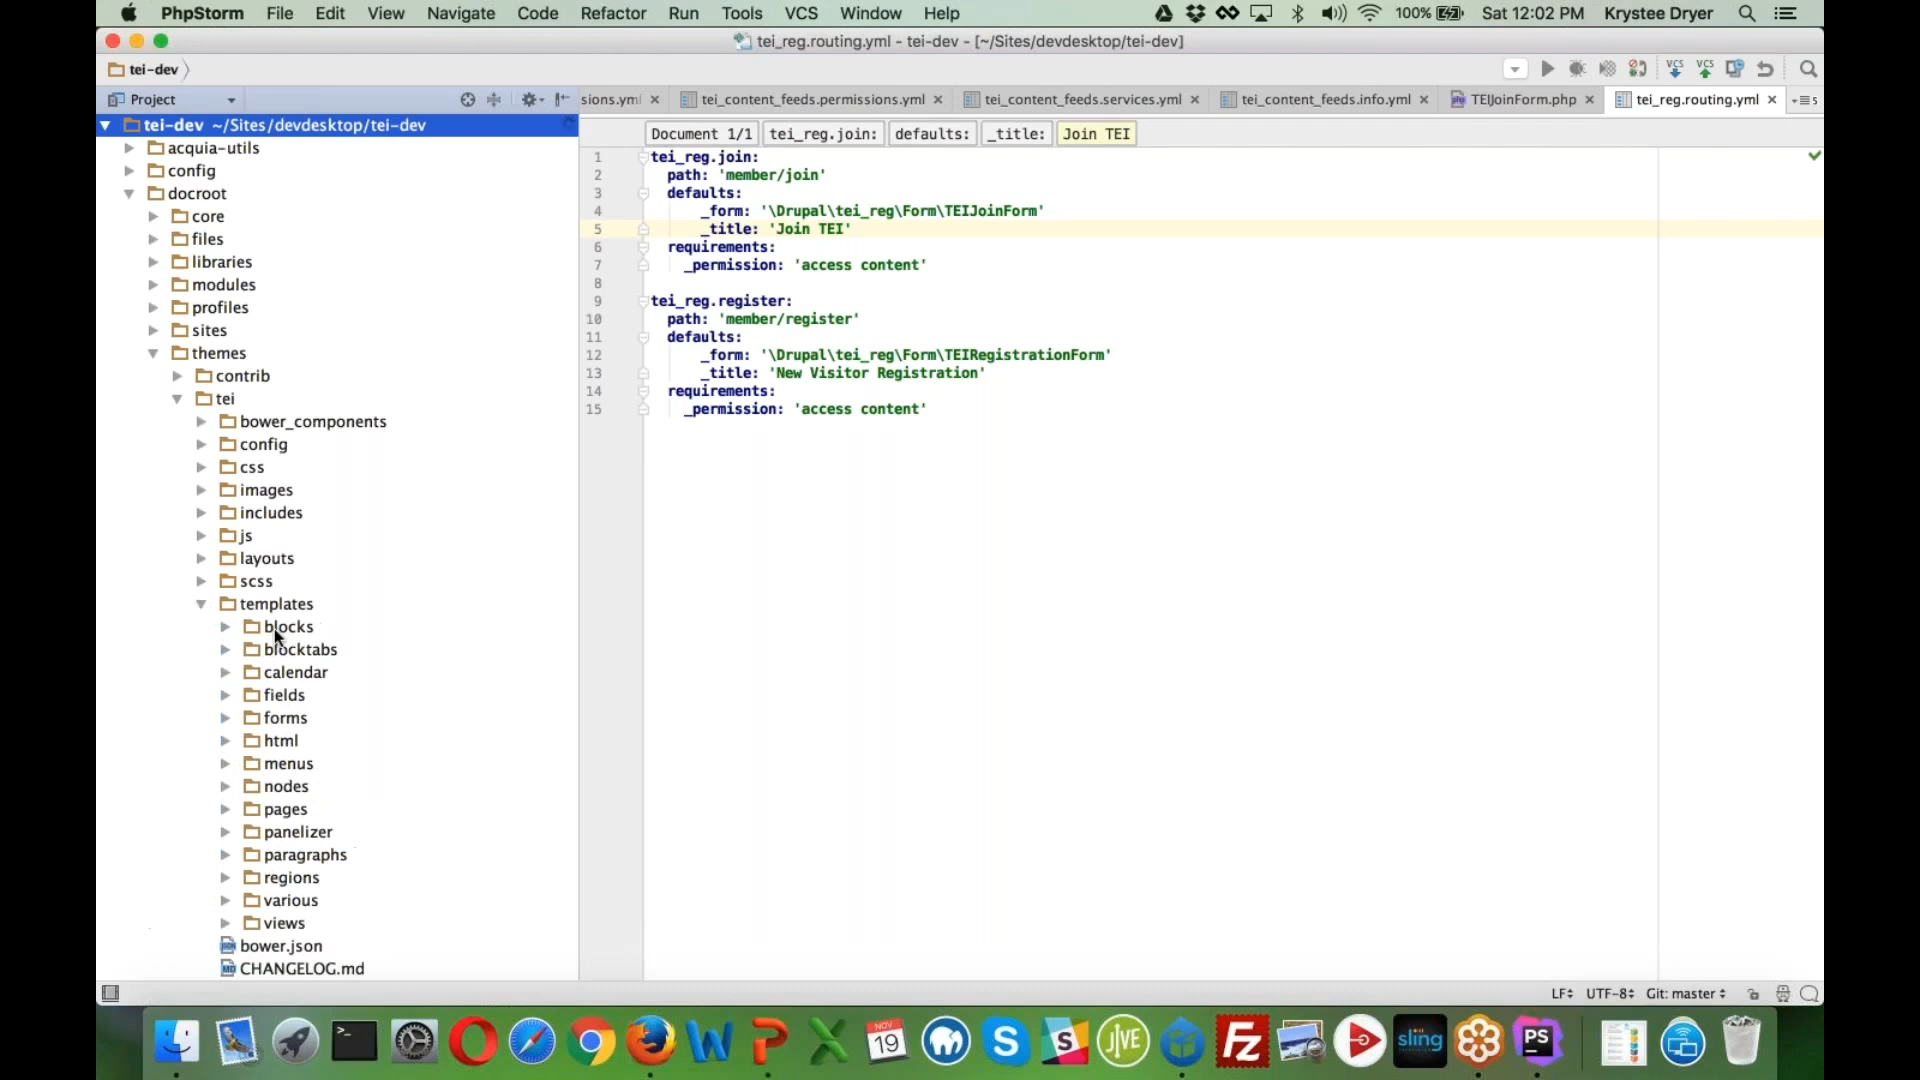 PhpStorm File Edit View Navigate Code Refactor Run Tools VCS Window Help 100% Sat 12:02 PM Krystee Dryer
tei_reg.routing.yml - tei-dev - [~/Sites/devdesktop/tei-dev]
tei-dev
VCS VCS
Project
sions.yml tei_content_feeds.permissions.yml tei_content_feeds.services.yml tei_content_feeds.info.yml TEIJoinForm.php tei_reg.routing.yml
Document 1/1 tei_reg.join: defaults: _title: Join TEI
tei-dev ~/Sites/devdesktop/tei-dev
acquia-utils
config
docroot
core
files
libraries
modules
profiles
sites
themes
contrib
tei
bower_components
config
css
images
includes
js
layouts
scss
templates
blocks
blocktabs
calendar
fields
forms
html
menus
nodes
pages
panelizer
paragraphs
regions
various
views
bower.json
CHANGELOG.md
1 tei_reg.join:
2 path: 'member/join'
3 defaults:
4 _form: '\Drupal\tei_reg\Form\TEIJoinForm'
5 _title: 'Join TEI'
6 requirements:
7 _permission: 'access content'
8
9 tei_reg.register:
10 path: 'member/register'
11 defaults:
12 _form: '\Drupal\tei_reg\Form\TEIRegistrationForm'
13 _title: 'New Visitor Registration'
14 requirements:
15 _permission: 'access content'
LF UTF-8 Git: master
NOV
19
JIVE
Fz
sling
PS